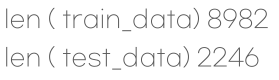 len ( train_data) 8982
len ( test_data) 2246